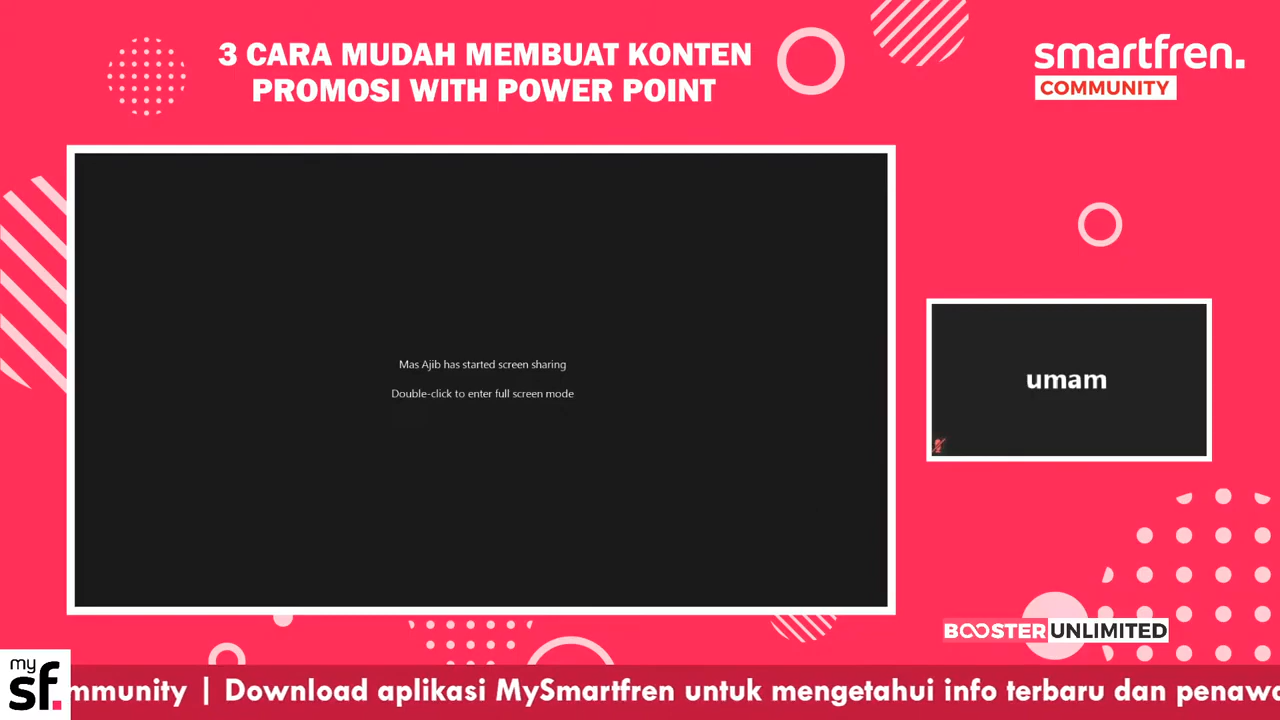 3 CARA MUDAH MEMBUAT KONTEN
PROMOSI WITH POWER POINT
smartfren.
COMMUNITY
Mas Ajib has started screen sharing
Double-click to enter full screen mode
umam
BOOSTER UNLIMITED
my
sf.
mmunity | Download aplikasi MySmartfren untuk mengetahui info terbaru dan penawa